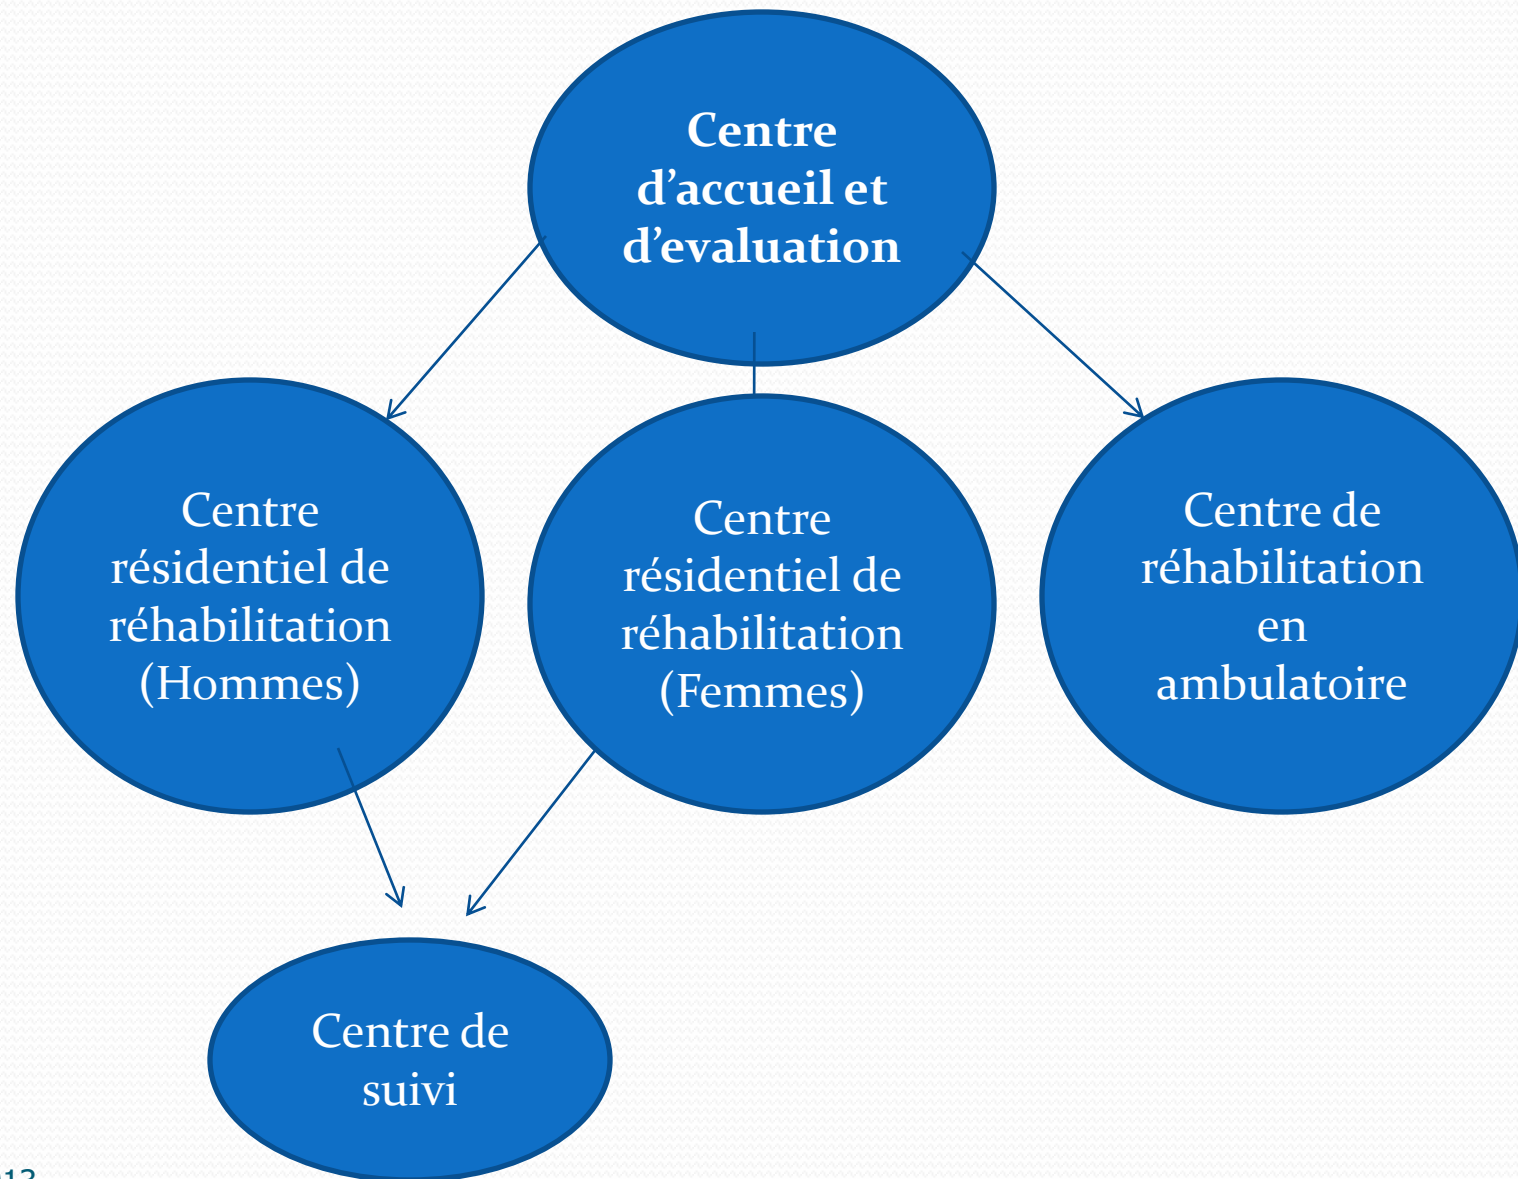 Centre
d’accueil et
d’evaluation
Centre
résidentiel de
réhabilitation
(Hommes)
Centre
résidentiel de
réhabilitation
(Femmes)
Centre de
réhabilitation
en
ambulatoire
Centre de
suivi